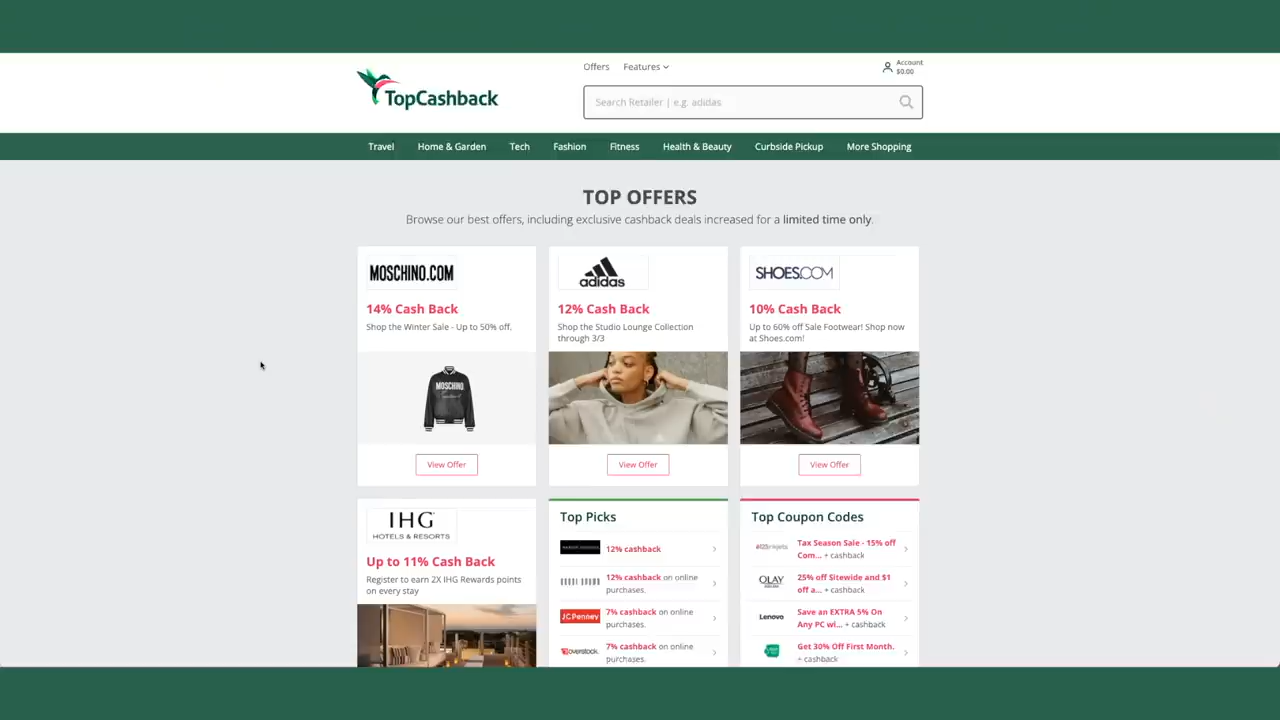 Offers Features
Account
$0.00
TopCashback
Search Retailer | e.g. adidas
Travel Home & Garden Tech Fashion Fitness Health & Beauty Curbside Pickup More Shopping
TOP OFFERS
Browse our best offers, including exclusive cashback deals increased for a limited time only.
MOSCHINO.COM
14% Cash Back
Shop the Winter Sale - Up to 50% off.
MOSCHINO
View Offer
adidas
12% Cash Back
Shop the Studio Lounge Collection
through 3/3
View Offer
SHOES.COM
10% Cash Back
Up to 60% off Sale Footwear! Shop now
at Shoes.com!
View Offer
IHG
HOTELS & RESORTS
Up to 11% Cash Back
Register to earn 2X IHG Rewards points
on every stay
Top Picks
12% cashback
12% cashback on online
purchases.
JCPenney
7% cashback on online
purchases.
overstock
7% cashback on online
purchases.
Top Coupon Codes
Tax Season Sale - 15% off
Com... + cashback
OLAY
25% off Sitewide and $1
off a... + cashback
Lenovo
Save an EXTRA 5% On
Any PC wi... + cashback
Get 30% Off First Month.
+ cashback